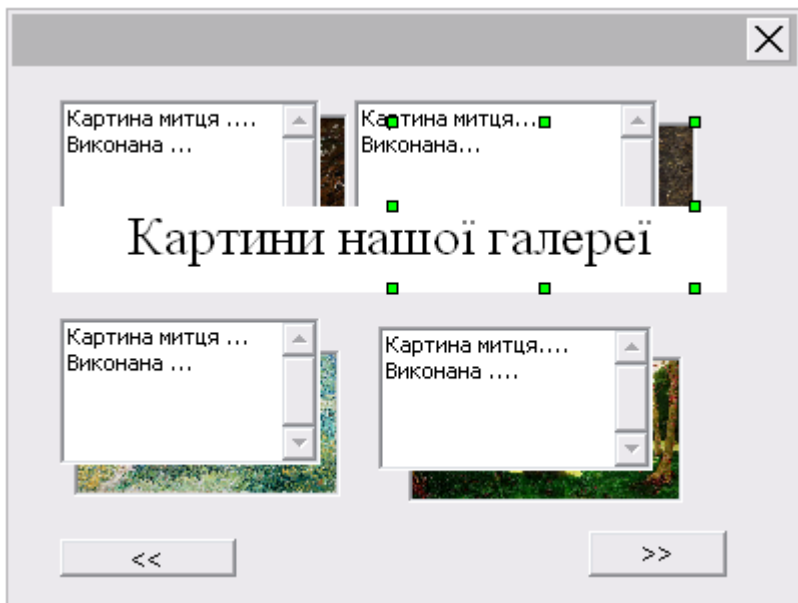 Картина митця ....
Виконана ...
Картина митця...
Виконана...
Картини нашої галереї
Картина митця ...
Виконана ...
Картина митця....
Виконана ....
<<
>>